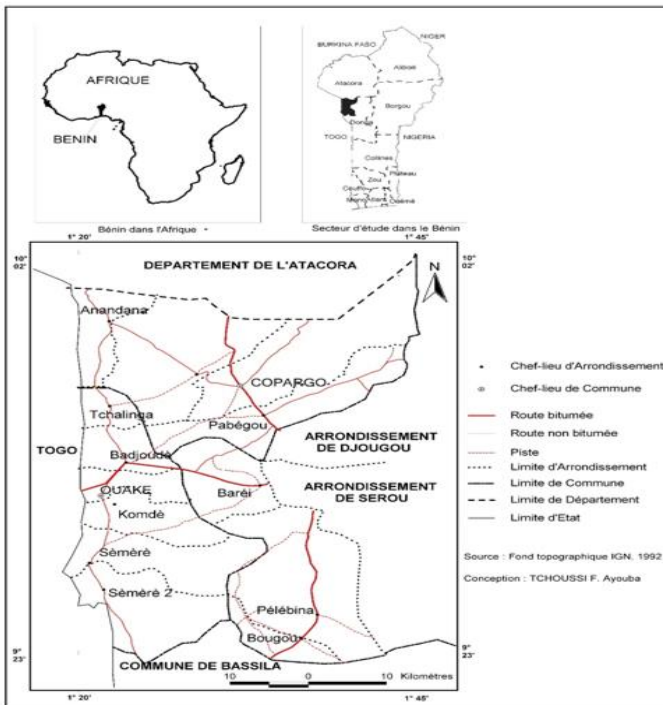 AFRIQUE
BENIN
Bénin dans l'Afrique
BURKINA FASO
NIGER
Alibori
Atacora
Borgou
Donga
TOGO
NIGERIA
Collines
Plateau
Zou
Couffo
Mono
Atlant
Ouémé
Secteur d'étude dans le Bénin
1° 20'
1° 45'
10°
02'
10°
02'
DEPARTEMENT DE L'ATACORA
N
Anandana
COPARGO
Tchalinga
Pabégou
TOGO
Badjoudè
ARRONDISSEMENT
DE DJOUGOU
OUAKE
Baréi
ARRONDISSEMENT
DE SEROU
Komdè
Sèmèrè
Sèmèrè 2
Pélébina
Bougou
9°
23'
9°
23'
COMMUNE DE BASSILA
10 0 10 Kilomètres
1° 20'
1° 45'
Chef-lieu d'Arrondissement
Chef-lieu de Commune
Route bitumée
Route non bitumée
Piste
Limite d'Arrondissement
Limite de Commune
Limite de Département
Limite d'Etat
Source : Fond topographique IGN. 1992
Conception : TCHOUSSI F. Ayouba